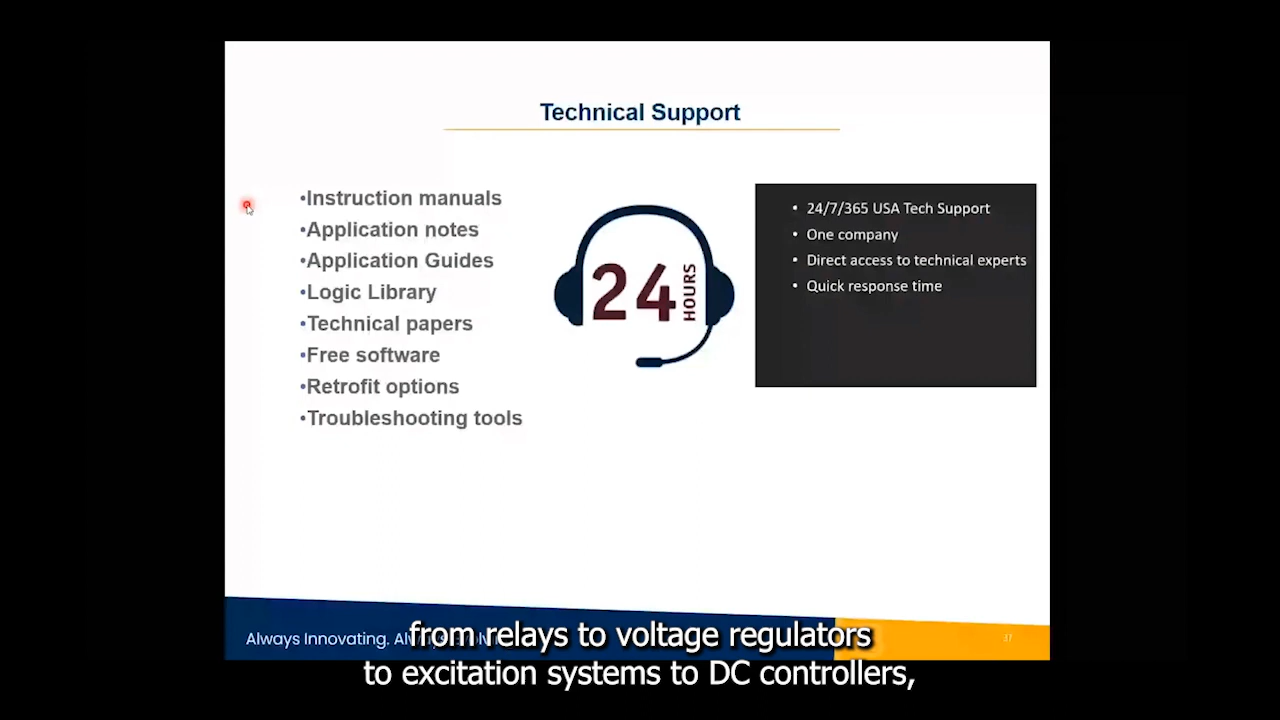 Technical Support
•Instruction manuals
•Application notes
•Application Guides
•Logic Library
•Technical papers
•Free software
•Retrofit options
•Troubleshooting tools
24 HOURS
• 24/7/365 USA Tech Support
• One company
• Direct access to technical experts
• Quick response time
Always Innovating.
37
from relays to voltage regulators
to excitation systems to DC controllers,